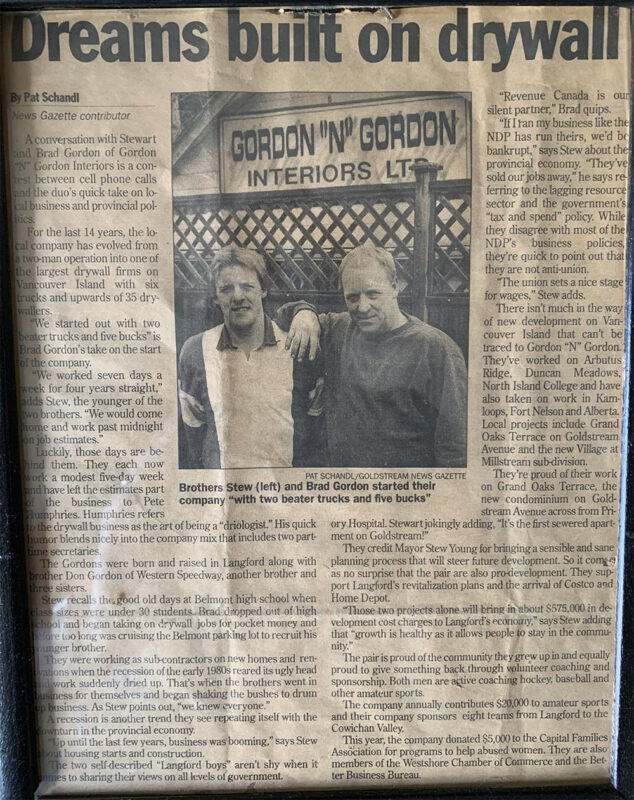 Dreams built on drywall
By Pat Schandl
News Gazette contributor
A conversation with Stewart
and Brad Gordon of Gordon
"N" Gordon Interiors is a con-
test between cell phone calls
and the duo's quick take on lo-
cal business and provincial pol-
itics.
For the last 14 years, the lo-
cal company has evolved from
a two-man operation into one of
the largest drywall firms on
Vancouver Island with six
trucks and upwards of 35 dry-
wallers.
"We started out with two
beater trucks and five bucks" is
Brad Gordon's take on the start
of the company.
"We worked seven days a
week for four years straight,"
adds Stew, the younger of the
two brothers. "We would come
home and work past midnight
on job estimates."
Luckily, those days are be-
hind them. They each now
work a modest five-day week
and have left the estimates part
of the business to Pete
Humphries. Humphries refers
to the drywall business as the art of being a "driologist." His quick
humor blends nicely into the company mix that includes two part-
time secretaries.
The Gordons were born and raised in Langford along with
brother Don Gordon of Western Speedway, another brother and
three sisters.
Stew recalls the good old days at Belmont high school when
class sizes were under 30 students. Brad dropped out of high
school and began taking on drywall jobs for pocket money and
before too long was cruising the Belmont parking lot to recruit his
younger brother.
They were working as sub-contractors on new homes and ren-
ovations when the recession of the early 1980s reared its ugly head
and work suddenly dried up. That's when the brothers went in
business for themselves and began shaking the bushes to drum
up business. As Stew points out, "we knew everyone."
A recession is another trend they see repeating itself with the
downturn in the provincial economy.
"Up until the last few years, business was booming," says Stew
about housing starts and construction.
The two self-described "Langford boys" aren't shy when it
comes to sharing their views on all levels of government.
GORDON "N" GORDON
INTERIORS LTD
PAT SCHANDL/GOLDSTREAM NEWS GAZETTE
Brothers Stew (left) and Brad Gordon started their
company "with two beater trucks and five bucks"
"Revenue Canada is our
silent partner," Brad quips.
"If I ran my business like the
NDP has run theirs, we'd be
bankrupt," says Stew about the
provincial economy. "They've
sold our jobs away," he says re-
ferring to the lagging resource
sector and the government's
"tax and spend" policy. While
they disagree with most of the
NDP's business policies,
they're quick to point out that
they are not anti-union.
"The union sets a nice stage
for wages," Stew adds.
There isn't much in the
way of new development on Van-
couver Island that can't be
traced to Gordon "N" Gordon.
They've worked on Arbutus
Ridge, Duncan Meadows,
North Island College and have
also taken on work in Kam-
loops, Fort Nelson and Alberta.
Local projects include Grand
Oaks Terrace on Goldstream
Avenue and the new Village at
Millstream sub-division.
They're proud of their work
on Grand Oaks Terrace, the
new condominium on Gold-
stream Avenue across from Pri-
ory Hospital. Stewart jokingly adding, "It's the first sewered apart-
ment on Goldstream!"
They credit Mayor Stew Young for bringing a sensible and sane
planning process that will steer future development. So it comes
as no surprise that the pair are also pro-development. They sup-
port Langford's revitalization plans and the arrival of Costco and
Home Depot.
"Those two projects alone will bring in about $575,000 in de-
velopment cost charges to Langford's economy," says Stew adding
that "growth is healthy as it allows people to stay in the commu-
nity."
The pair is proud of the community they grew up in and equally
proud to give something back through volunteer coaching and
sponsorship. Both men are active coaching hockey, baseball and
other amateur sports.
The company annually contributes $20,000 to amateur sports
and their company sponsors eight teams from Langford to the
Cowichan Valley.
This year, the company donated $5,000 to the Capital Families
Association for programs to help abused women. They are also
members of the Westshore Chamber of Commerce and the Bet-
ter Business Bureau.